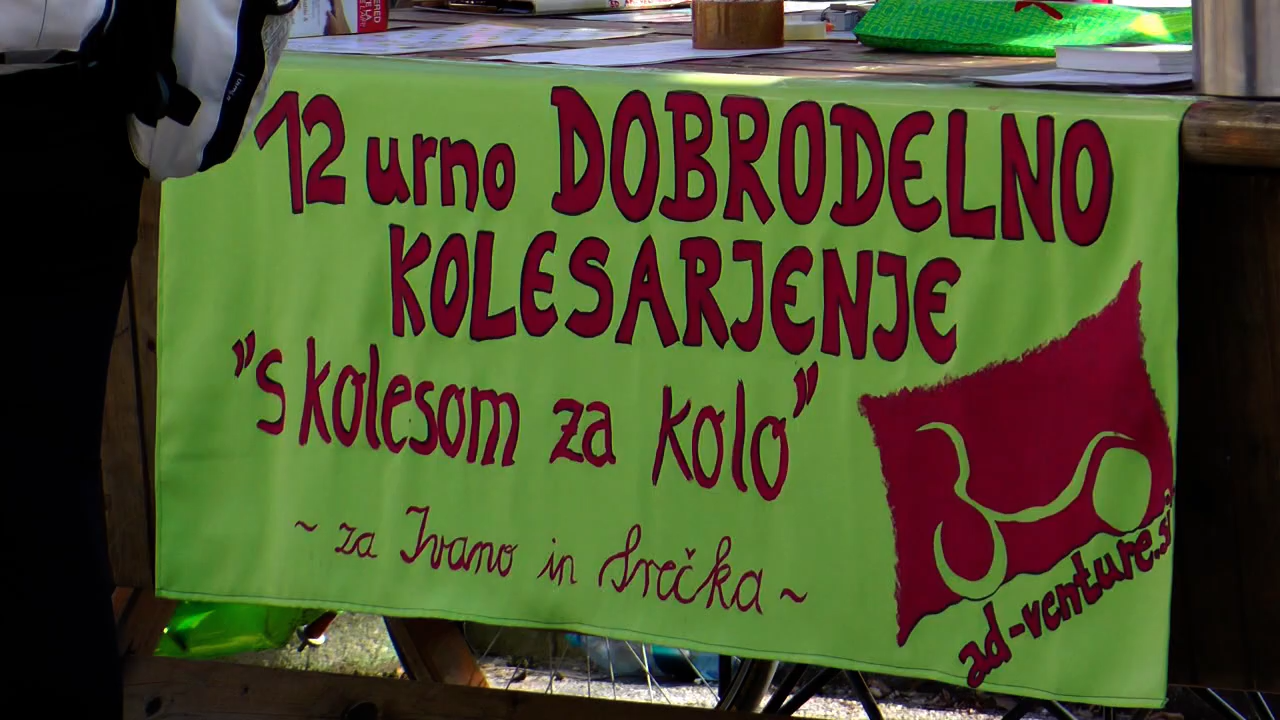 12 urno DOBRODELNO
KOLESARJENJE
"s kolesom za kolo"
~ za Ivano in Srečka ~
ad-venture.si